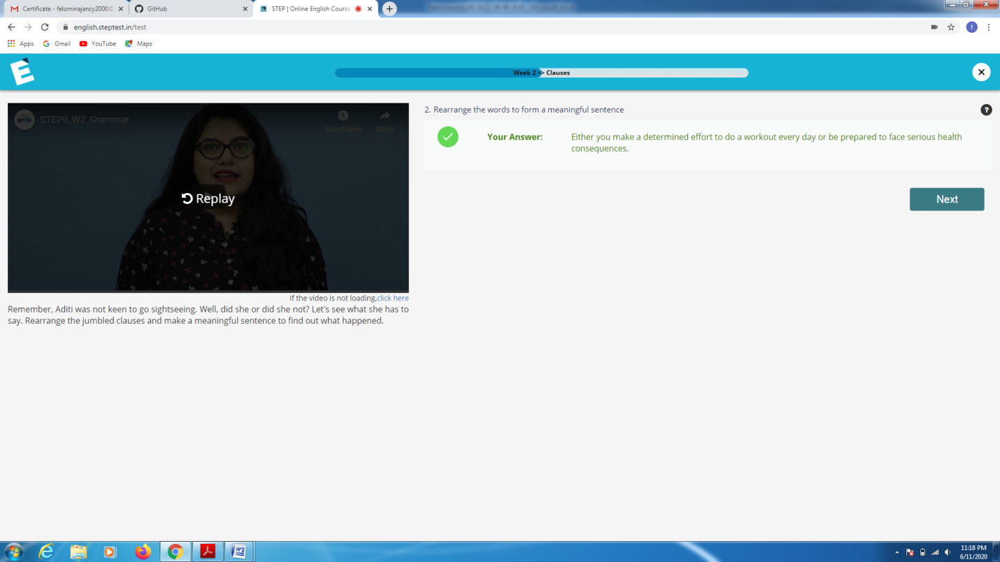 Certificate - felominajancy2000@
GitHub
STEP | Online English Course
english.steptest.in/test
f
Apps
Gmail
YouTube
Maps
Week 2 >> Clauses
STEP
STEP9_W2_Grammar
Watch later
Share
Replay
If the video is not loading,click here
Remember, Aditi was not keen to go sightseeing. Well, did she or did she not? Let's see what she has to
say. Rearrange the jumbled clauses and make a meaningful sentence to find out what happened.
2. Rearrange the words to form a meaningful sentence
?
Your Answer:
Either you make a determined effort to do a workout every day or be prepared to face serious health
consequences.
Next
11:18 PM
6/11/2020